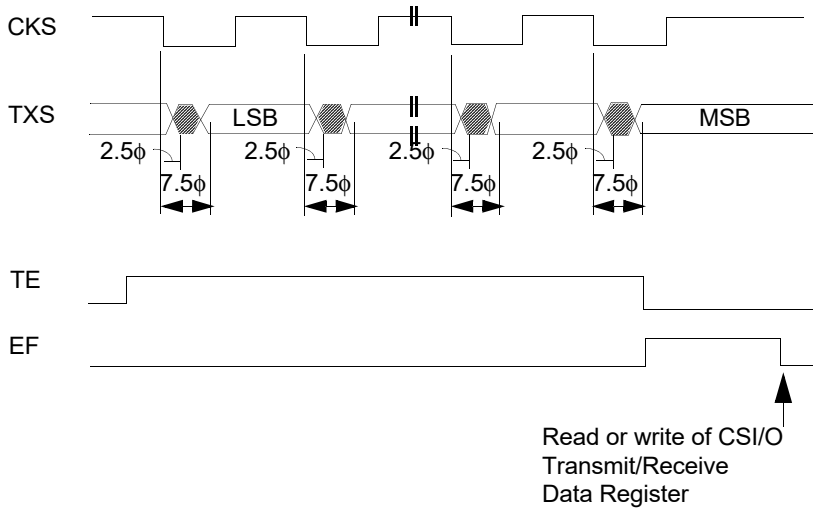 CKS
TXS
LSB
MSB
2.5ϕ 2.5ϕ 2.5ϕ 2.5ϕ
7.5ϕ 7.5ϕ 7.5ϕ 7.5ϕ
TE
EF
Read or write of CSI/O
Transmit/Receive
Data Register